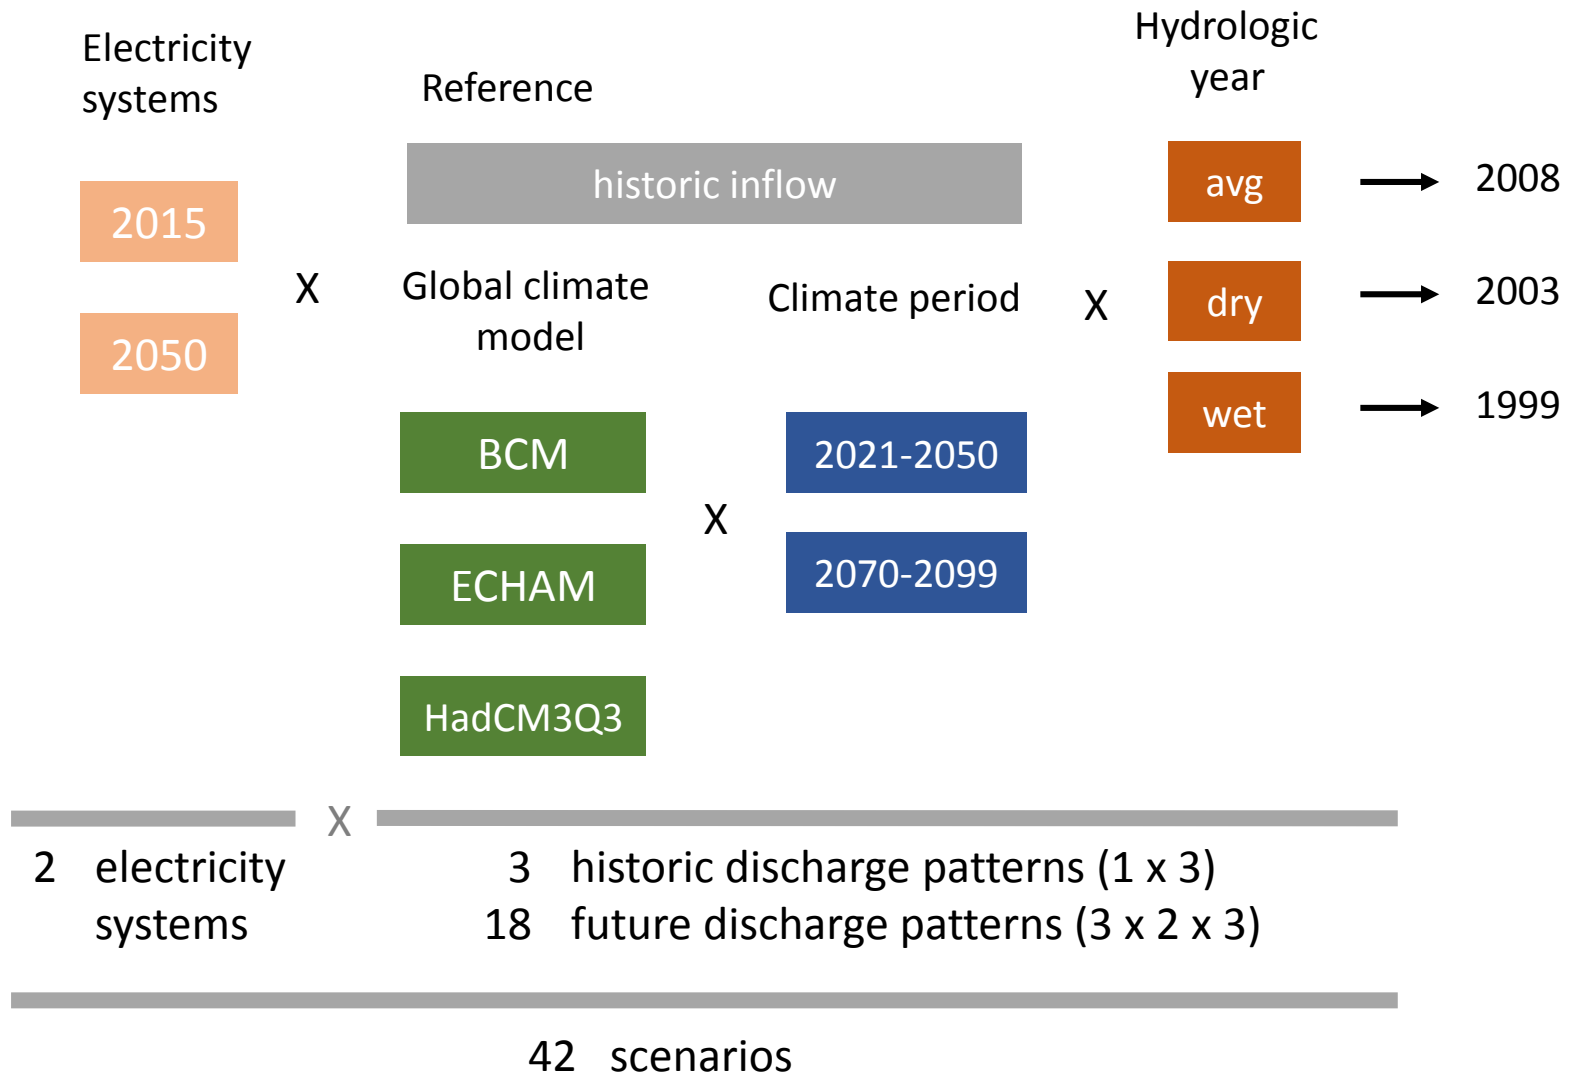 Electricity
systems
2015
2050
X
Reference
historic inflow
Global climate
model
BCM
ECHAM
HadCM3Q3
X
Climate period
2021-2050
2070-2099
X
Hydrologic
year
avg
2008
dry
2003
wet
1999
X
2 electricity
systems
3 historic discharge patterns (1 x 3)
18 future discharge patterns (3 x 2 x 3)
42 scenarios